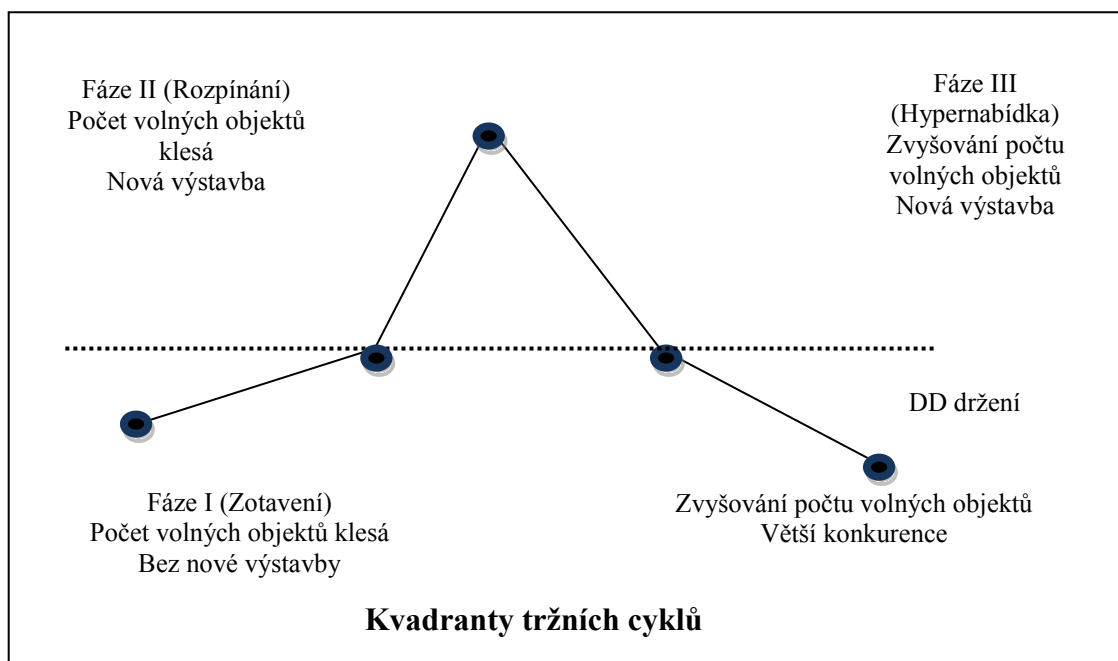 Fáze II (Rozpínání)
Počet volných objektů
klesá
Nová výstavba
Fáze III
(Hypernabídka)
Zvyšování počtu
volných objektů
Nová výstavba
DD držení
Fáze I (Zotavení)
Počet volných objektů klesá
Bez nové výstavby
Zvyšování počtu volných objektů
Větší konkurence
Kvadranty tržních cyklů